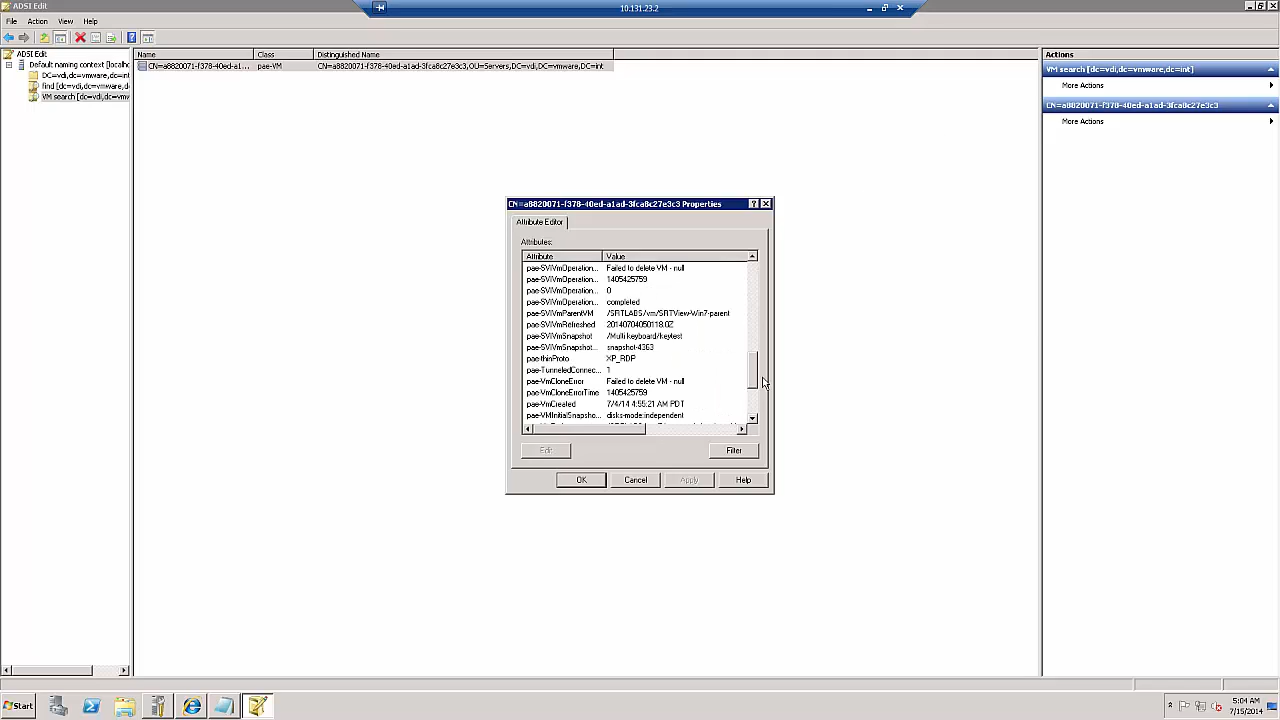 ADSI Edit
10.131.23.2
File Action View Help
ADSI Edit
Default naming context [localho
DC=vdi,dc=vmware,dc=int
find [dc=vdi,dc=vmware,d
VM search [dc=vdi,dc=vmw
Name Class Distinguished Name
CN=a8820071-f378-40ed-a1... pae-VM CN=a8820071-f378-40ed-a1ad-3fca8c27e3c3,OU=Servers,DC=vdi,DC=vmware,DC=int
Actions
VM search [dc=vdi,dc=vmware,dc=int]
More Actions
CN=a8820071-f378-40ed-a1ad-3fca8c27e3c3
More Actions
CN=a8820071-f378-40ed-a1ad-3fca8c27e3c3 Properties
Attribute Editor
Attributes:
Attribute Value
pae-SVIVmOperation... Failed to delete VM - null
pae-SVIVmOperation... 1405425759
pae-SVIVmOperation... 0
pae-SVIVmOperation... completed
pae-SVIVmParentVM /SRTLABS/vm/SRTView-Win7-parent
pae-SVIVmRefreshed 20140704050118.0Z
pae-SVIVmSnapshot /Multi keyboard/keytest
pae-SVIVmSnapshot... snapshot-4363
pae-thinProto XP_RDP
pae-TunneledConnec... 1
pae-VmCloneError Failed to delete VM - null
pae-VmCloneErrorTime 1405425759
pae-VmCreated 7/4/14 4:55:21 AM PDT
pae-VMInitialSnapsho... disks-mode:independent
Edit Filter
OK Cancel Apply Help
Start
5:04 AM
7/15/2014